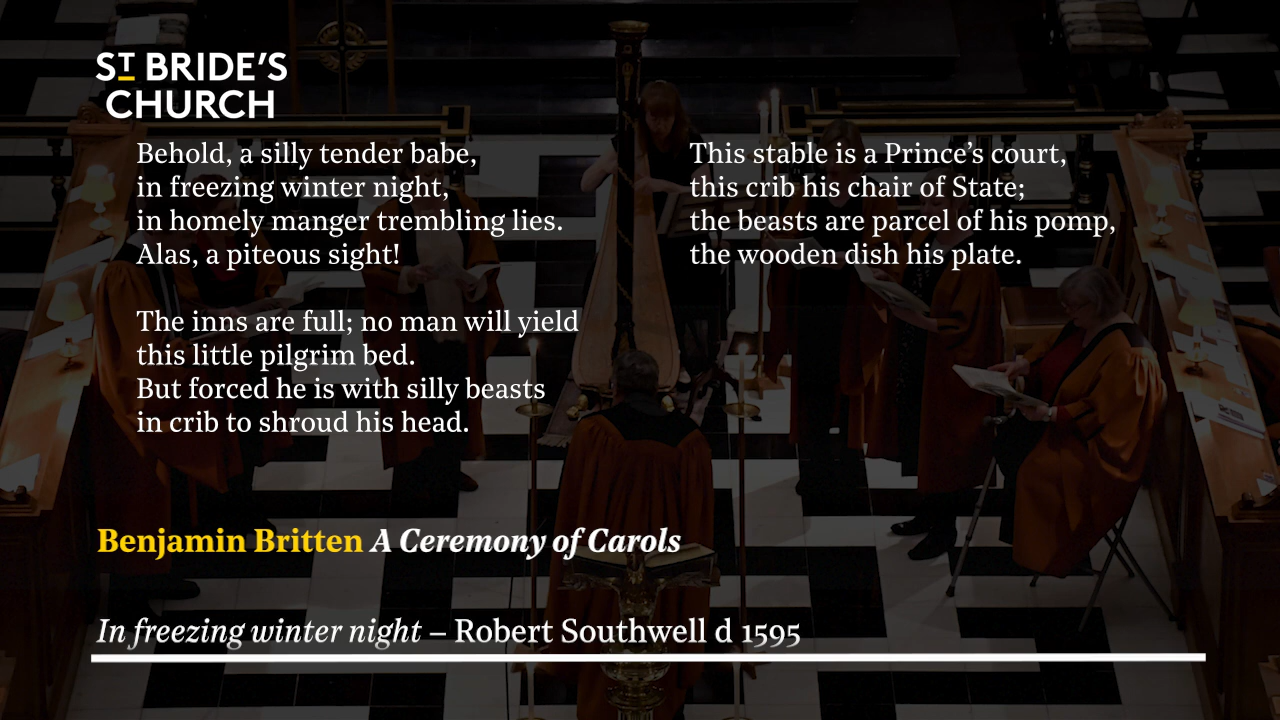 ST BRIDE'S
CHURCH
Behold, a silly tender babe,
in freezing winter night,
in homely manger trembling lies.
Alas, a piteous sight!
The inns are full; no man will yield
this little pilgrim bed.
But forced he is with silly beasts
in crib to shroud his head.
This stable is a Prince’s court,
this crib his chair of State;
the beasts are parcel of his pomp,
the wooden dish his plate.
Benjamin Britten A Ceremony of Carols
In freezing winter night – Robert Southwell d 1595